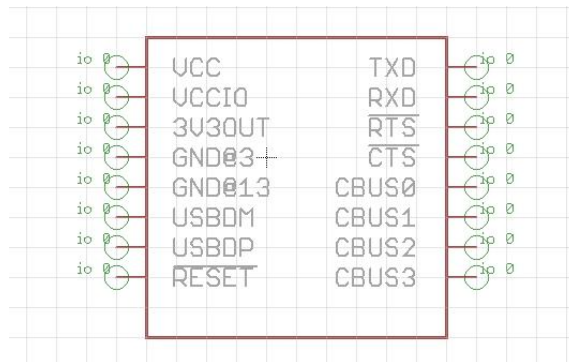 io 0 VCC TXD io 0
io 0 VCCIO RXD io 0
io 0 3V3OUT RTS io 0
io 0 GND@3 CTS io 0
io 0 GND@13 CBUS0 io 0
io 0 USBDM CBUS1 io 0
io 0 USBDP CBUS2 io 0
io 0 RESET CBUS3 io 0